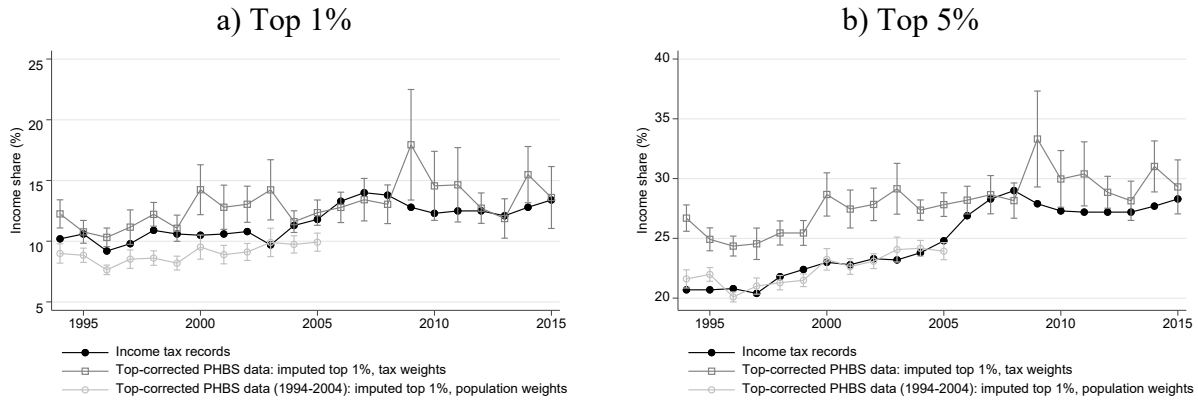 a) Top 1%
Income share (%)
25
20
15
10
5
1995 2000 2005 2010 2015
Income tax records
Top-corrected PHBS data: imputed top 1%, tax weights
Top-corrected PHBS data (1994-2004): imputed top 1%, population weights
b) Top 5%
Income share (%)
40
35
30
25
20
1995 2000 2005 2010 2015
Income tax records
Top-corrected PHBS data: imputed top 1%, tax weights
Top-corrected PHBS data (1994-2004): imputed top 1%, population weights